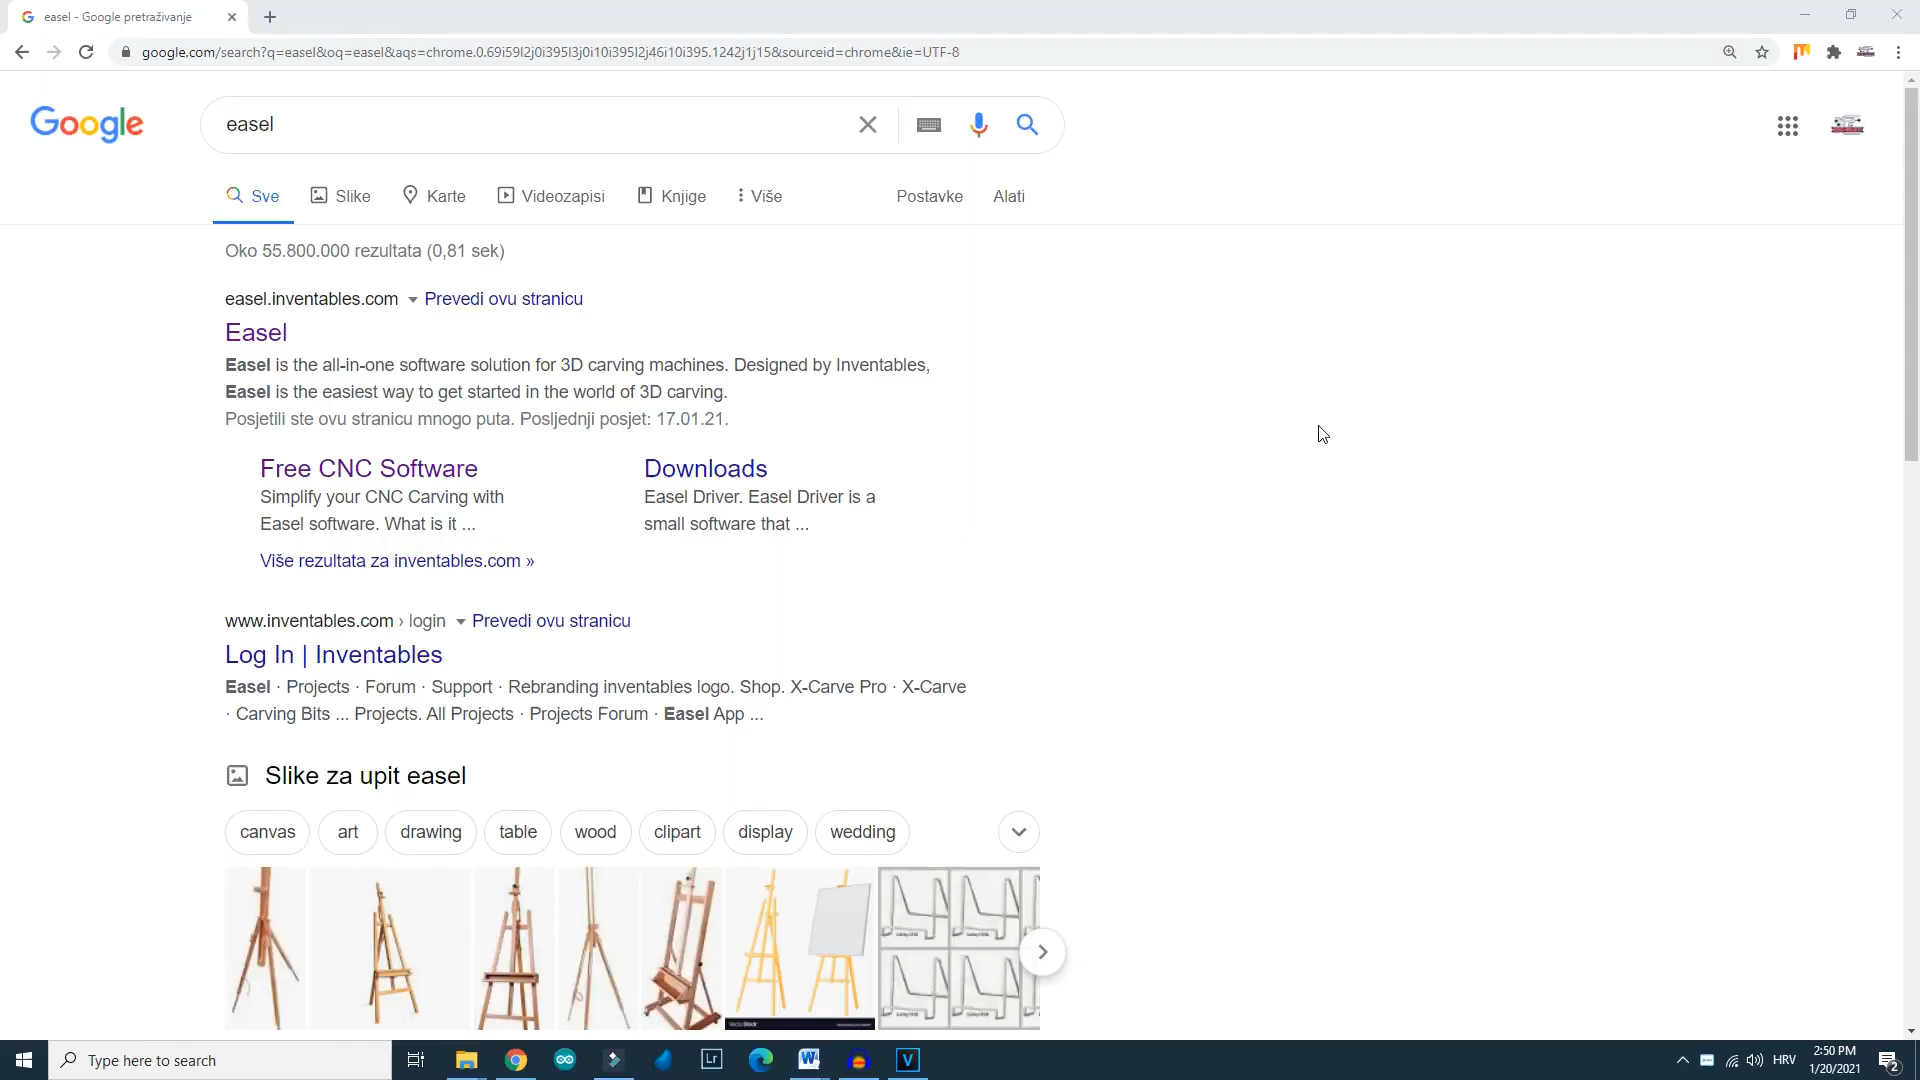 easel - Google pretraživanje
google.com/search?q=easel&oq=easel&aqs=chrome.0.69i59l2j0i395l3j0i10i395l2j46i10i395.1242j1j15&sourceid=chrome&ie=UTF-8
Google
easel
Sve Slike Karte Videozapisi Knjige Više Postavke Alati
Oko 55.800.000 rezultata (0,81 sek)
easel.inventables.com Prevedi ovu stranicu
Easel
Easel is the all-in-one software solution for 3D carving machines. Designed by Inventables,
Easel is the easiest way to get started in the world of 3D carving.
Posjetili ste ovu stranicu mnogo puta. Posljednji posjet: 17.01.21.
Free CNC Software
Simplify your CNC Carving with
Easel software. What is it ...
Downloads
Easel Driver. Easel Driver is a
small software that ...
Više rezultata za inventables.com »
www.inventables.com › login Prevedi ovu stranicu
Log In | Inventables
Easel · Projects · Forum · Support · Rebranding inventables logo. Shop. X-Carve Pro · X-Carve
· Carving Bits ... Projects. All Projects · Projects Forum · Easel App ...
Slike za upit easel
canvas art drawing table wood clipart display wedding
Type here to search
Lr
W
V
HRV
2:50 PM
1/20/2021
2